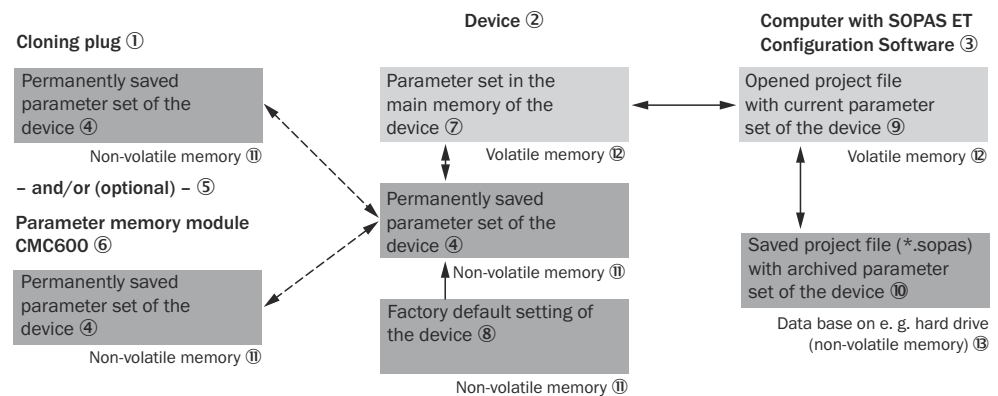 Cloning plug ①
Permanently saved
parameter set of the
device ④
Non-volatile memory ⑪
– and/or (optional) – ⑤
Parameter memory module
CMC600 ⑥
Permanently saved
parameter set of the
device ④
Non-volatile memory ⑪
Device ②
Parameter set in the
main memory of the
device ⑦
Volatile memory ⑫
Permanently saved
parameter set of the
device ④
Non-volatile memory ⑪
Factory default setting of
the device ⑧
Non-volatile memory ⑪
Computer with SOPAS ET
Configuration Software ③
Opened project file
with current parameter
set of the device ⑨
Volatile memory ⑫
Saved project file (*.sopas)
with archived parameter
set of the device ⑩
Data base on e. g. hard drive
(non-volatile memory) ⑬